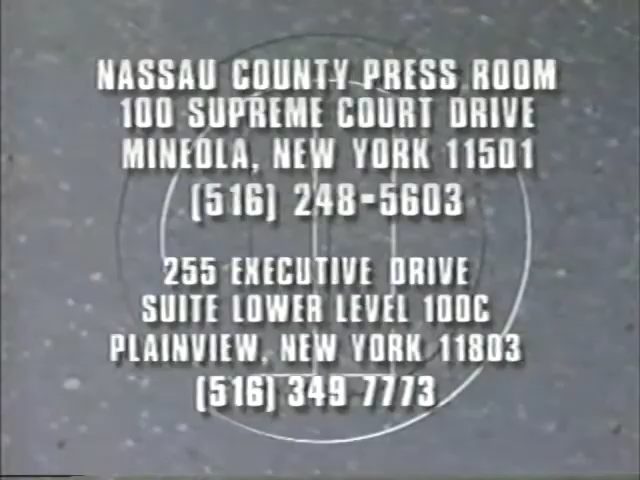 NASSAU COUNTY PRESS ROOM
100 SUPREME COURT DRIVE
MINEOLA, NEW YORK 11501
(516) 248-5603
255 EXECUTIVE DRIVE
SUITE LOWER LEVEL 100C
PLAINVIEW, NEW YORK 11803
(516) 349 7773